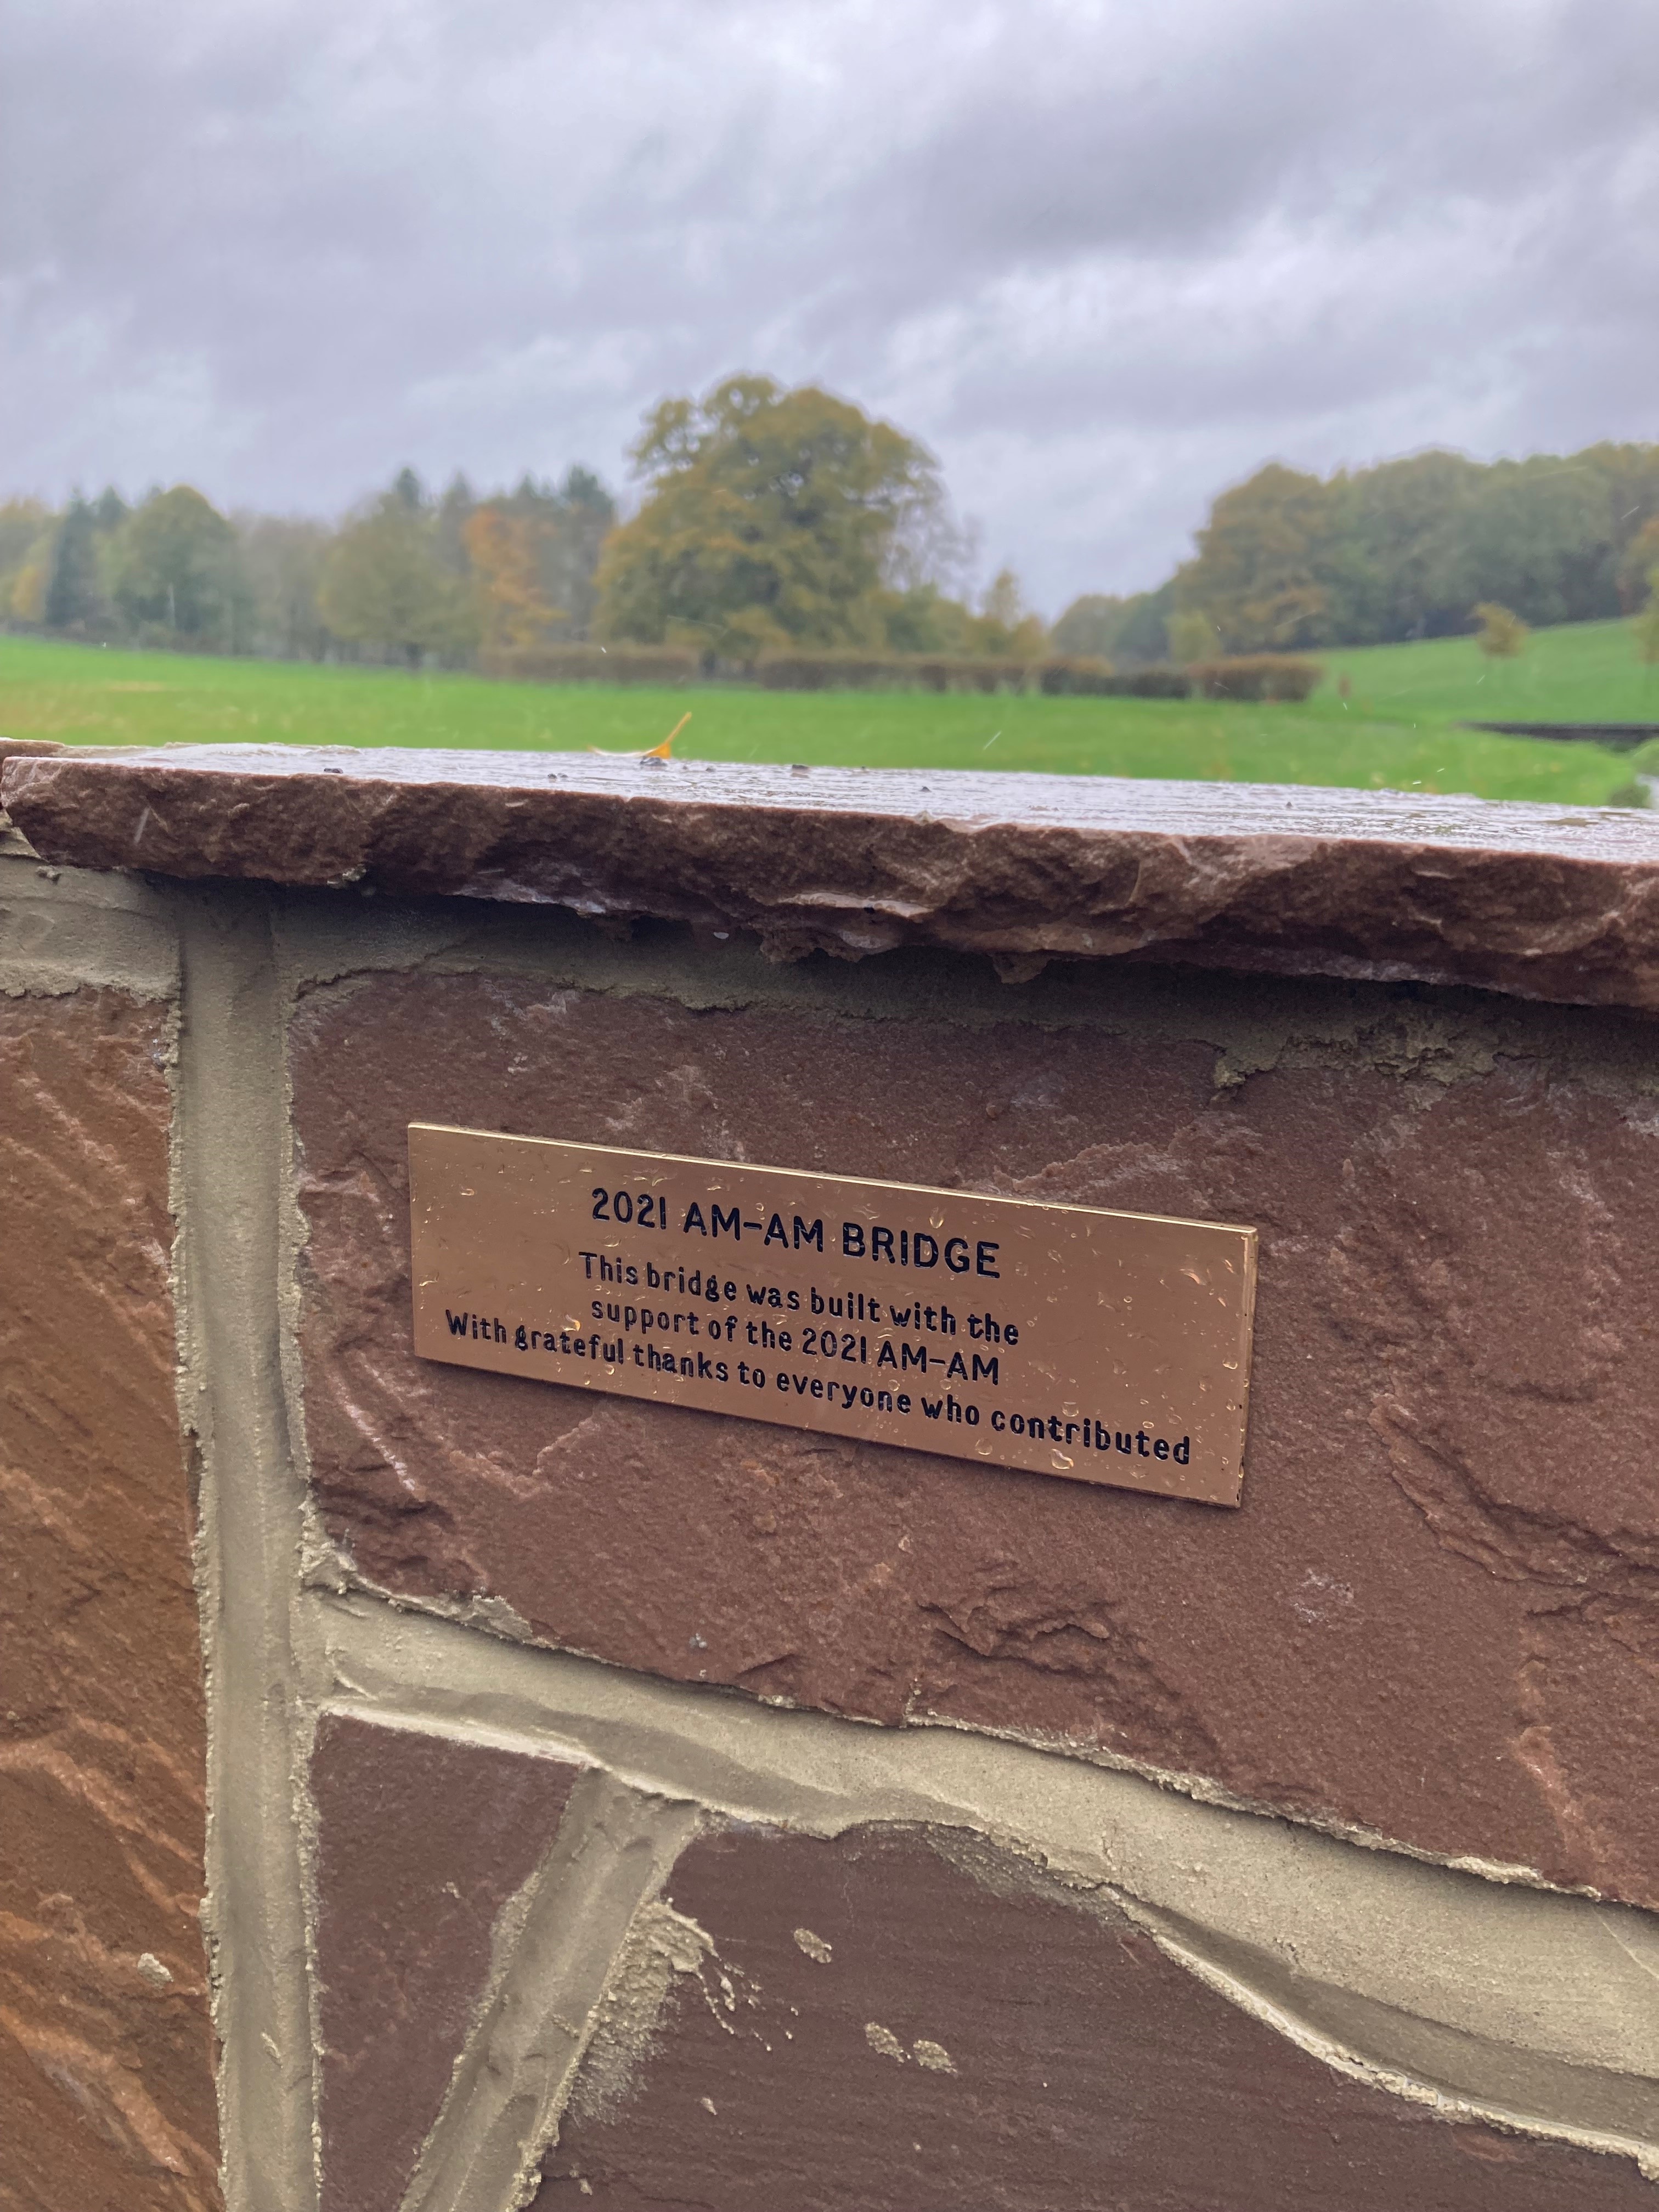 2021 AM-AM BRIDGE
This bridge was built with the
support of the 2021 AM-AM
With grateful thanks to everyone who contributed